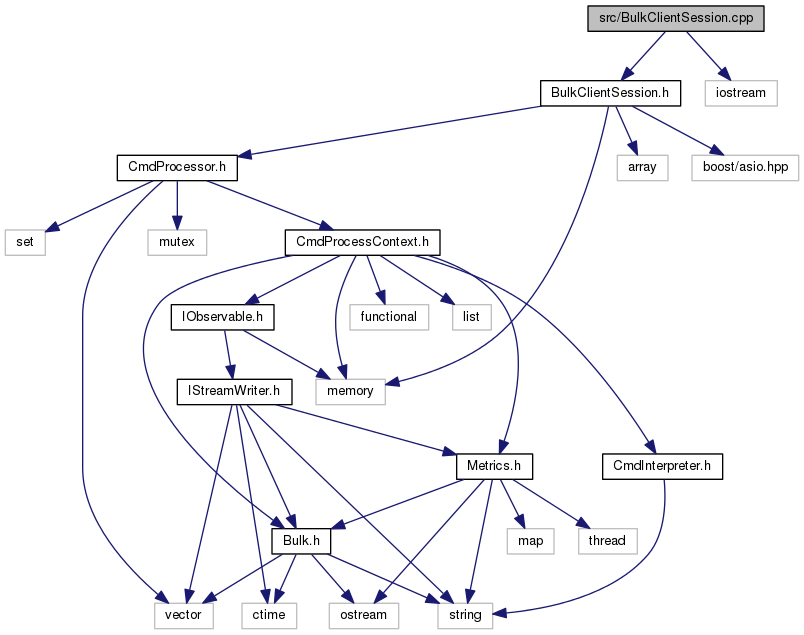 src/BulkClientSession.cpp
BulkClientSession.h
iostream
CmdProcessor.h
array
boost/asio.hpp
set
mutex
CmdProcessContext.h
IObservable.h
functional
list
IStreamWriter.h
memory
Metrics.h
CmdInterpreter.h
Bulk.h
map
thread
vector
ctime
ostream
string